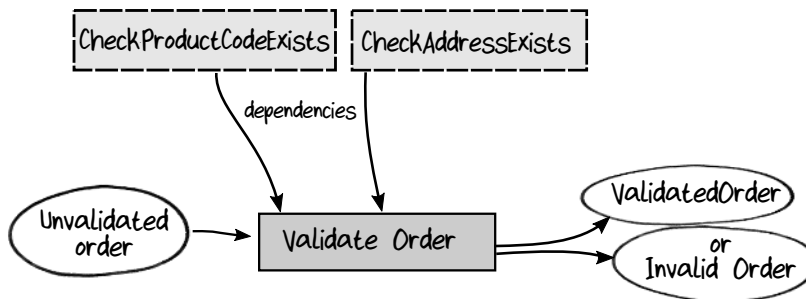 CheckProductCodeExists
CheckAddressExists
dependencies
Unvalidated
order
Validate Order
ValidatedOrder
or
Invalid Order